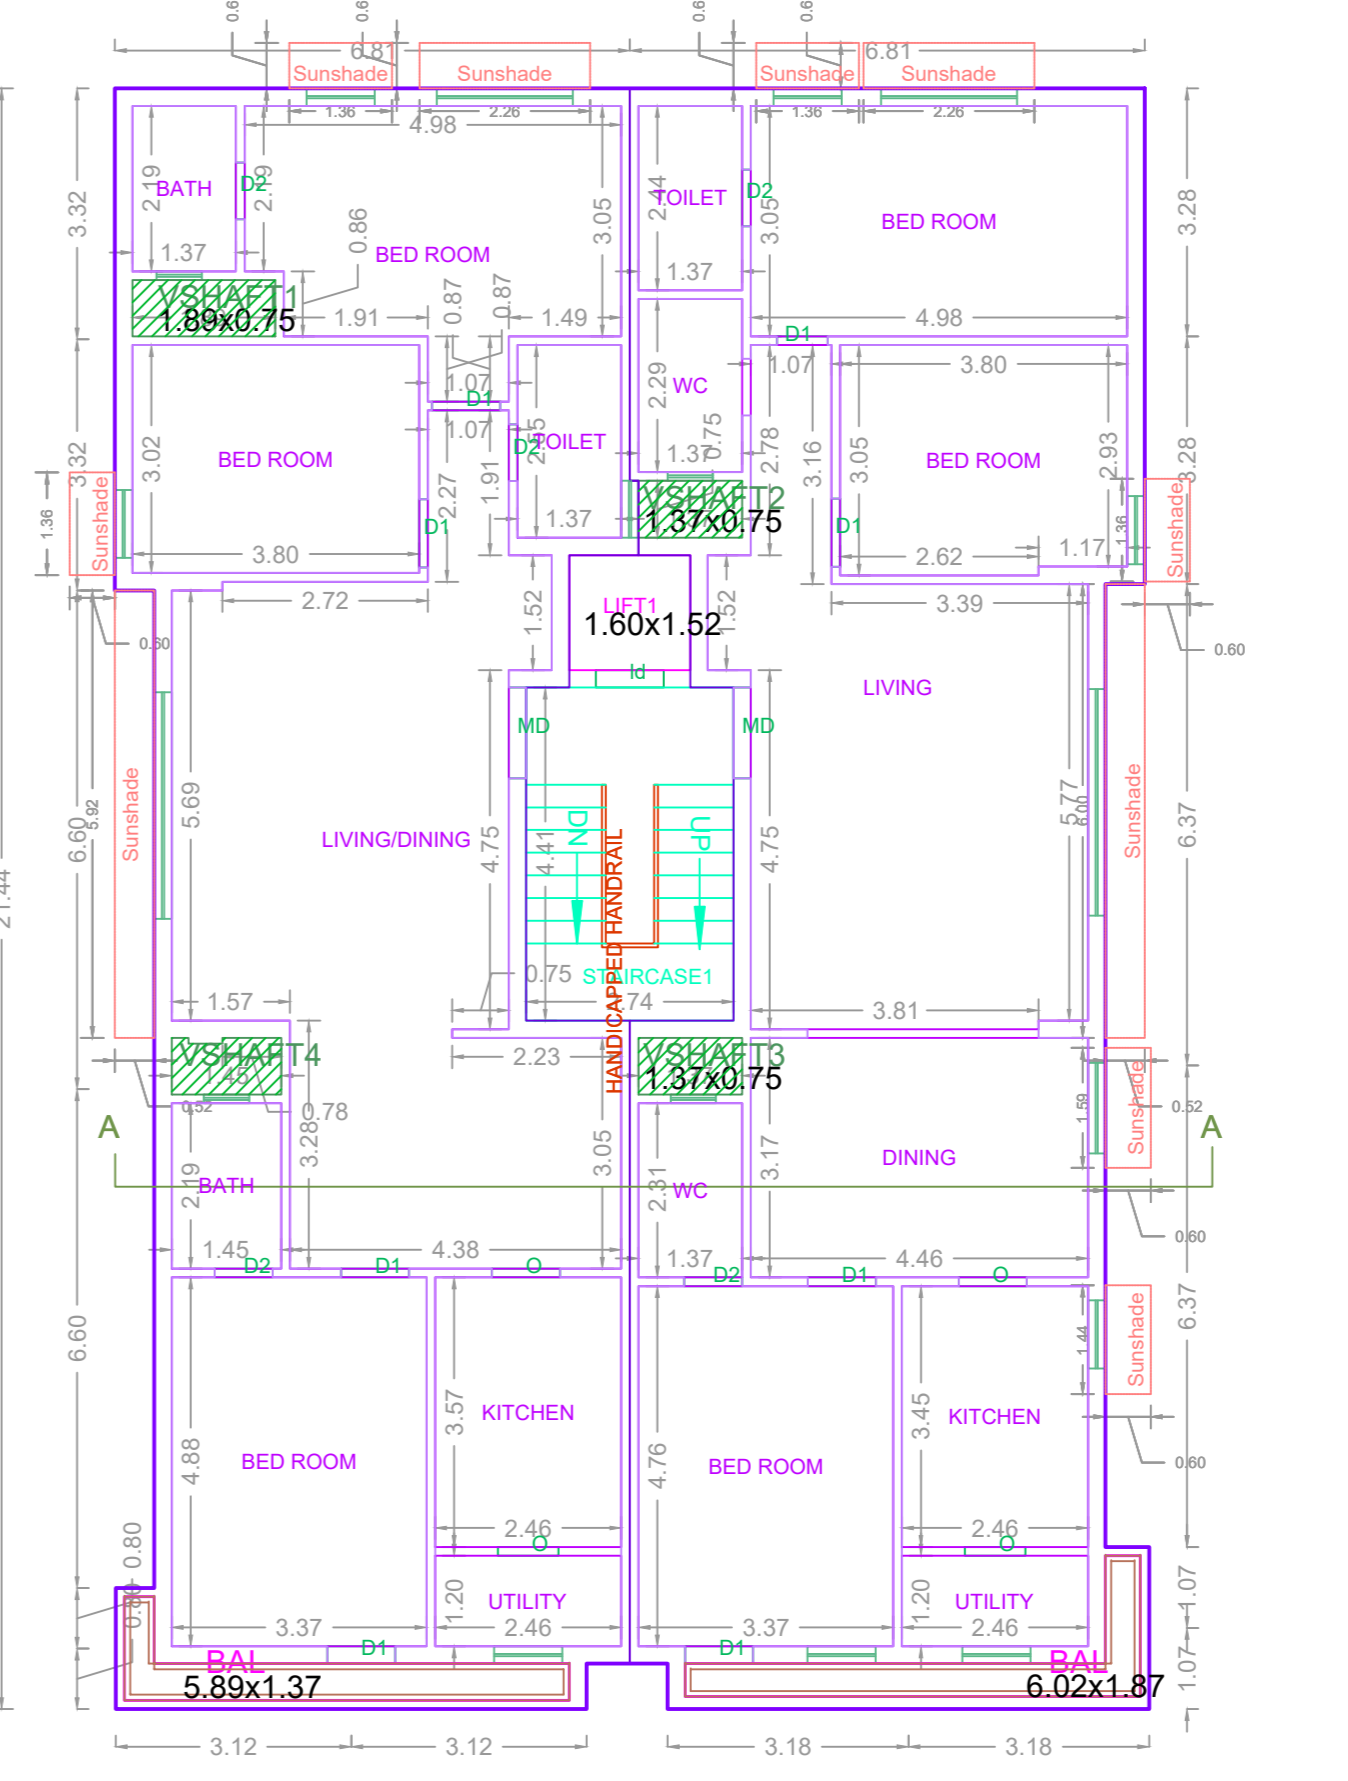 0.6
0.6
0.6
0.6
6.81
6.81
Sunshade
Sunshade
Sunshade
Sunshade
1.36
2.26
1.36
2.26
4.98
3.32
2.19
BATH
D2
2.19
0.86
BED ROOM
3.05
2.44
TOILET
D2
3.05
BED ROOM
3.28
1.37
1.37
VSHAFT1
1.89x0.75
1.91
0.87
0.87
1.49
4.98
D1
1.07
1.07
3.80
WC
2.29
D1
1.07
3.02
BED ROOM
D2
TOILET
1.37
0.75
2.78
3.16
3.05
BED ROOM
2.93
3.28
3.32
1.36
Sunshade
2.27
1.91
1.37
VSHAFT2
1.37x0.75
D1
D1
3.80
2.62
1.17
1.36
Sunshade
2.72
1.52
LIFT1
1.60x1.52
1.52
3.39
0.60
0.60
ld
LIVING
MD
MD
Sunshade
5.92
6.60
5.69
LIVING/DINING
4.75
4.41
DN
UP
HANDICAPPED HANDRAIL
4.75
5.77
6.00
Sunshade
6.37
21.44
STAIRCASE1
.74
0.75
1.57
3.81
2.23
VSHAFT4
1.45
VSHAFT3
1.37x0.75
0.52
0.78
1.59
Sunshade
0.52
A
A
3.28
3.05
3.17
DINING
2.19
BATH
2.31
WC
0.60
1.45
4.38
1.37
4.46
D2
D1
O
D2
D1
O
6.60
1.44
Sunshade
6.37
4.88
BED ROOM
3.57
KITCHEN
4.76
BED ROOM
3.45
KITCHEN
0.60
2.46
2.46
O
O
0.80
0.80
1.20
UTILITY
1.20
UTILITY
1.07
3.37
2.46
3.37
2.46
D1
D1
BAL
5.89x1.37
BAL
6.02x1.87
1.07
3.12
3.12
3.18
3.18